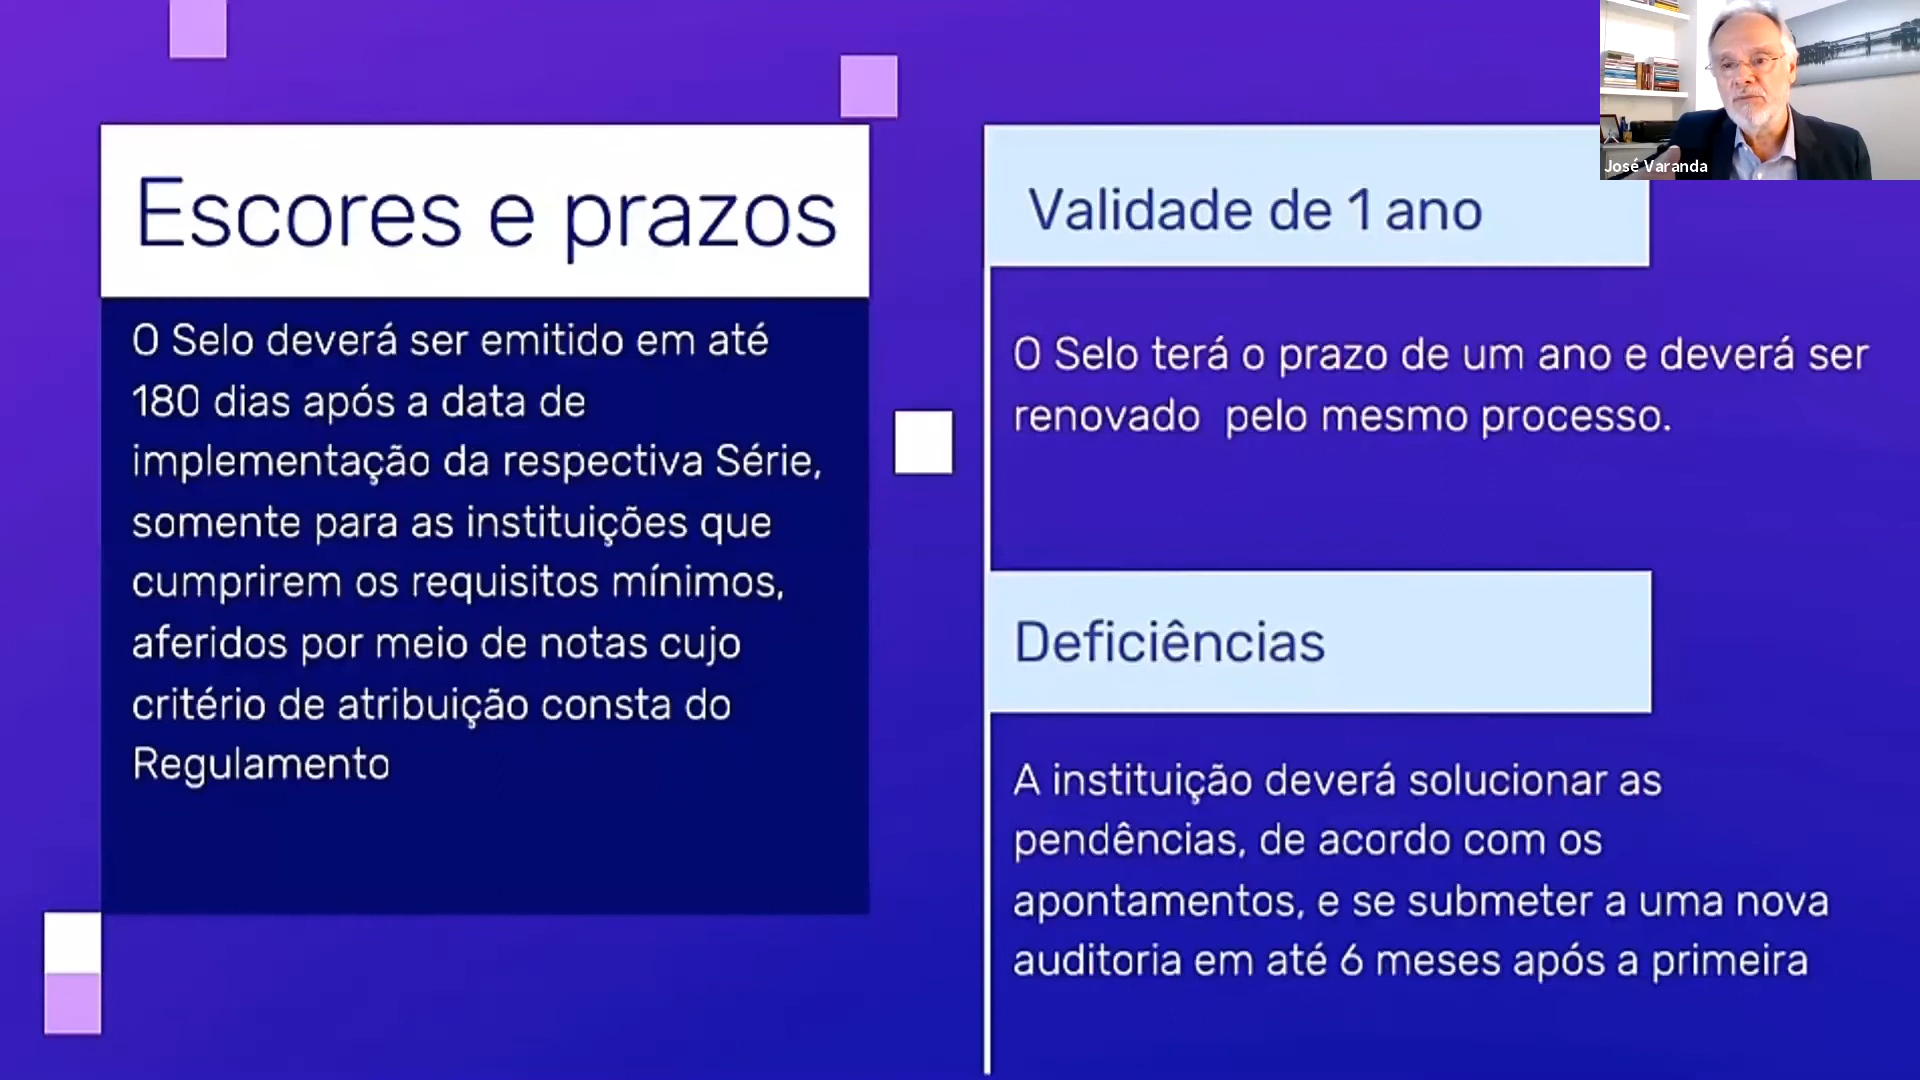 Escores e prazos
O Selo deverá ser emitido em até
180 dias após a data de
implementação da respectiva Série,
somente para as instituições que
cumprirem os requisitos mínimos,
aferidos por meio de notas cujo
critério de atribuição consta do
Regulamento
Validade de 1 ano
O Selo terá o prazo de um ano e deverá ser
renovado  pelo mesmo processo.
Deficiências
A instituição deverá solucionar as
pendências, de acordo com os
apontamentos, e se submeter a uma nova
auditoria em até 6 meses após a primeira
José Varanda